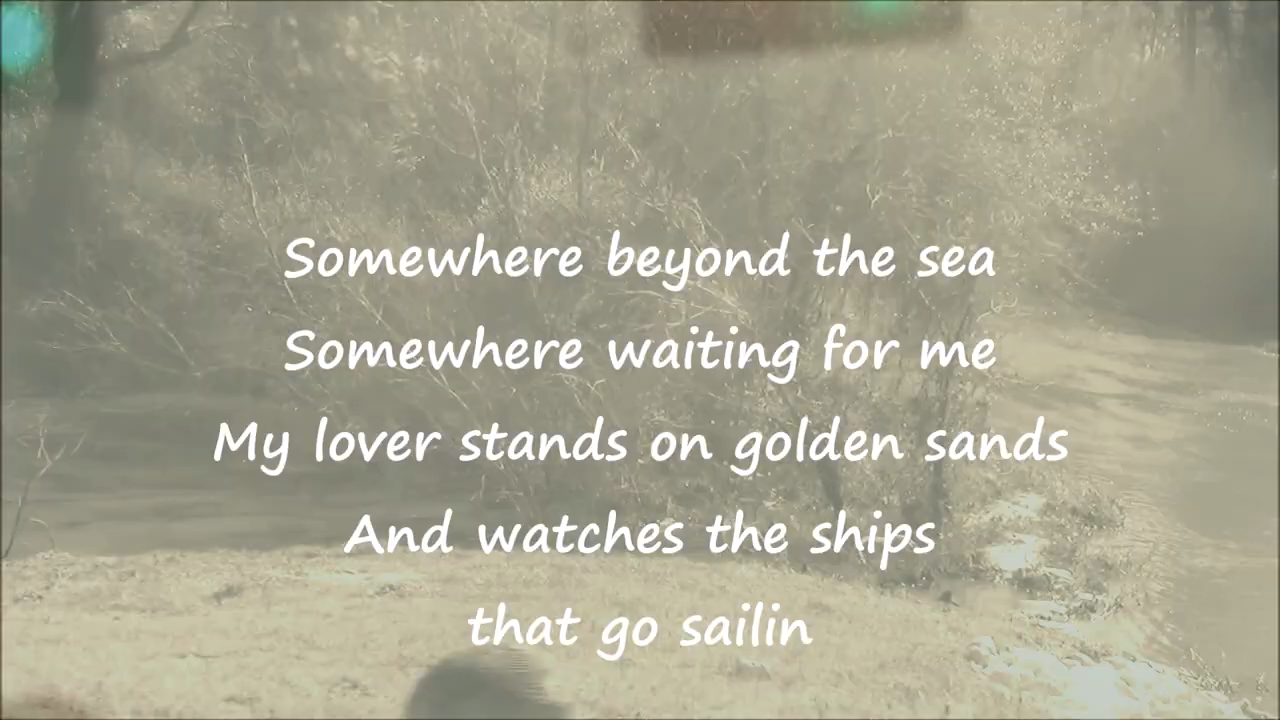 Somewhere beyond the sea
Somewhere waiting for me
My lover stands on golden sands
And watches the ships
that go sailin